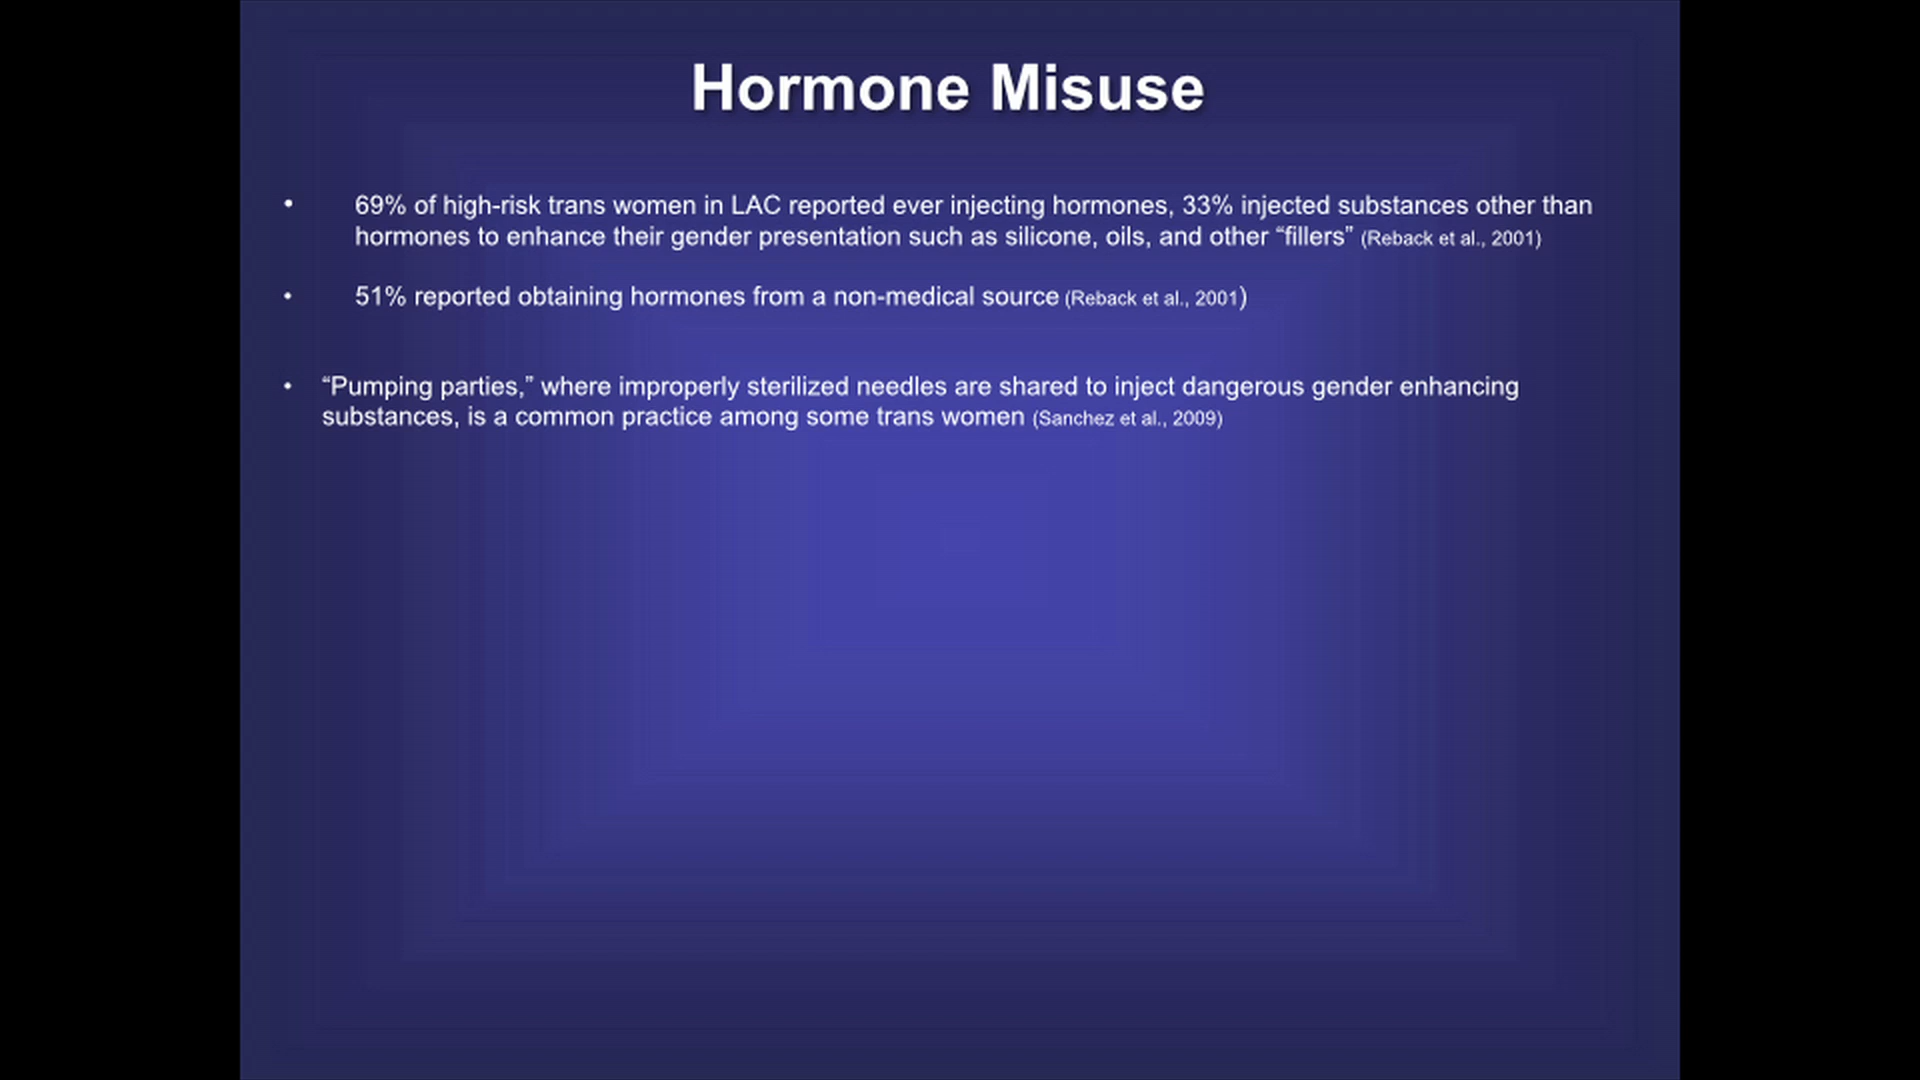 Hormone Misuse
• 69% of high-risk trans women in LAC reported ever injecting hormones, 33% injected substances other than
hormones to enhance their gender presentation such as silicone, oils, and other “fillers” (Reback et al., 2001)
• 51% reported obtaining hormones from a non-medical source (Reback et al., 2001)
• “Pumping parties,” where improperly sterilized needles are shared to inject dangerous gender enhancing
substances, is a common practice among some trans women (Sanchez et al., 2009)